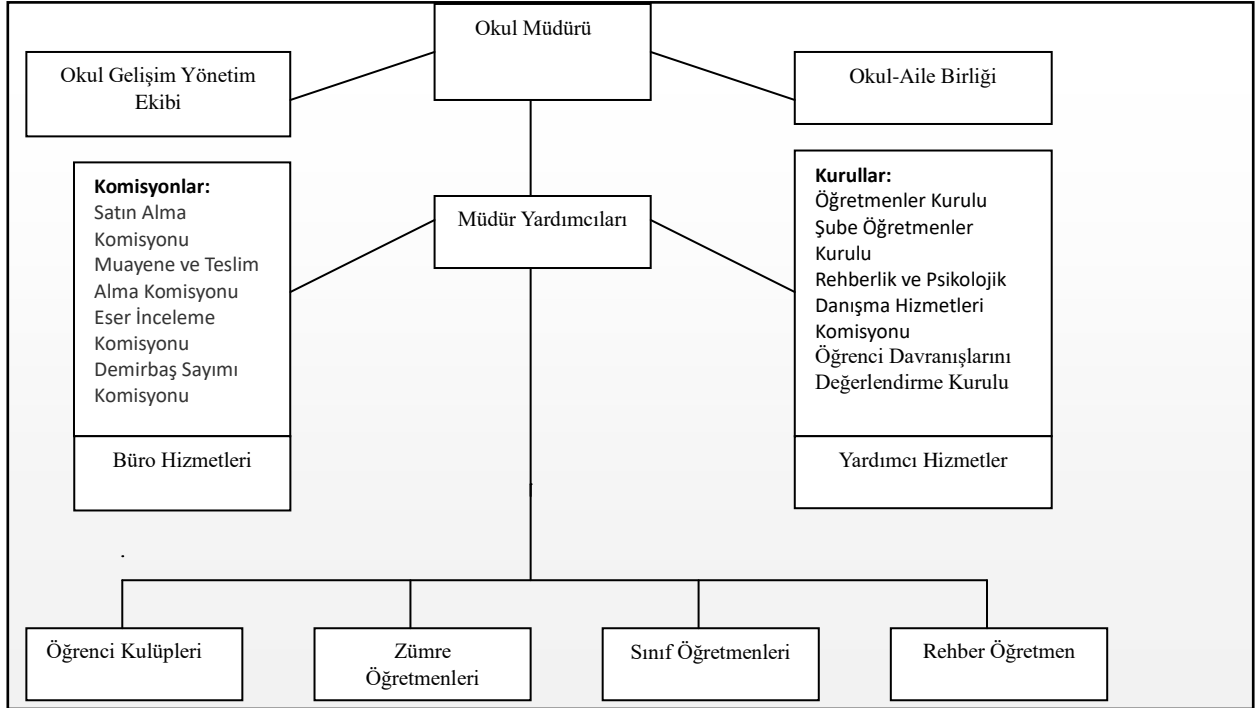 Okul Müdürü
Okul Gelişim Yönetim
Ekibi
Okul-Aile Birliği
Komisyonlar:
Satın Alma
Komisyonu
Muayene ve Teslim
Alma Komisyonu
Eser İnceleme
Komisyonu
Demirbaş Sayımı
Komisyonu
Müdür Yardımcıları
Kurullar:
Öğretmenler Kurulu
Şube Öğretmenler
Kurulu
Rehberlik ve Psikolojik
Danışma Hizmetleri
Komisyonu
Öğrenci Davranışlarını
Değerlendirme Kurulu
Büro Hizmetleri
Yardımcı Hizmetler
Öğrenci Kulüpleri
Zümre
Öğretmenleri
Sınıf Öğretmenleri
Rehber Öğretmen